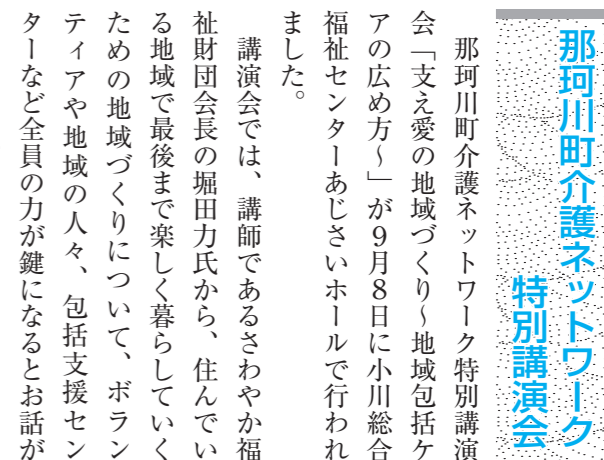 那珂川町介護ネットワーク
特別講演会
那珂川町介護ネットワーク特別講演
会「支え愛の地域づくり〜地域包括ケ
アの広め方〜」が9月8日に小川総合
福祉センターあじさいホールで行われ
ました。
講演会では、講師であるさわやか福
祉財団会長の堀田力氏から、住んでい
る地域で最後まで楽しく暮らしていく
ための地域づくりについて、ボラン
ティアや地域の人々、包括支援セン
ターなど全員の力が鍵になるとお話が